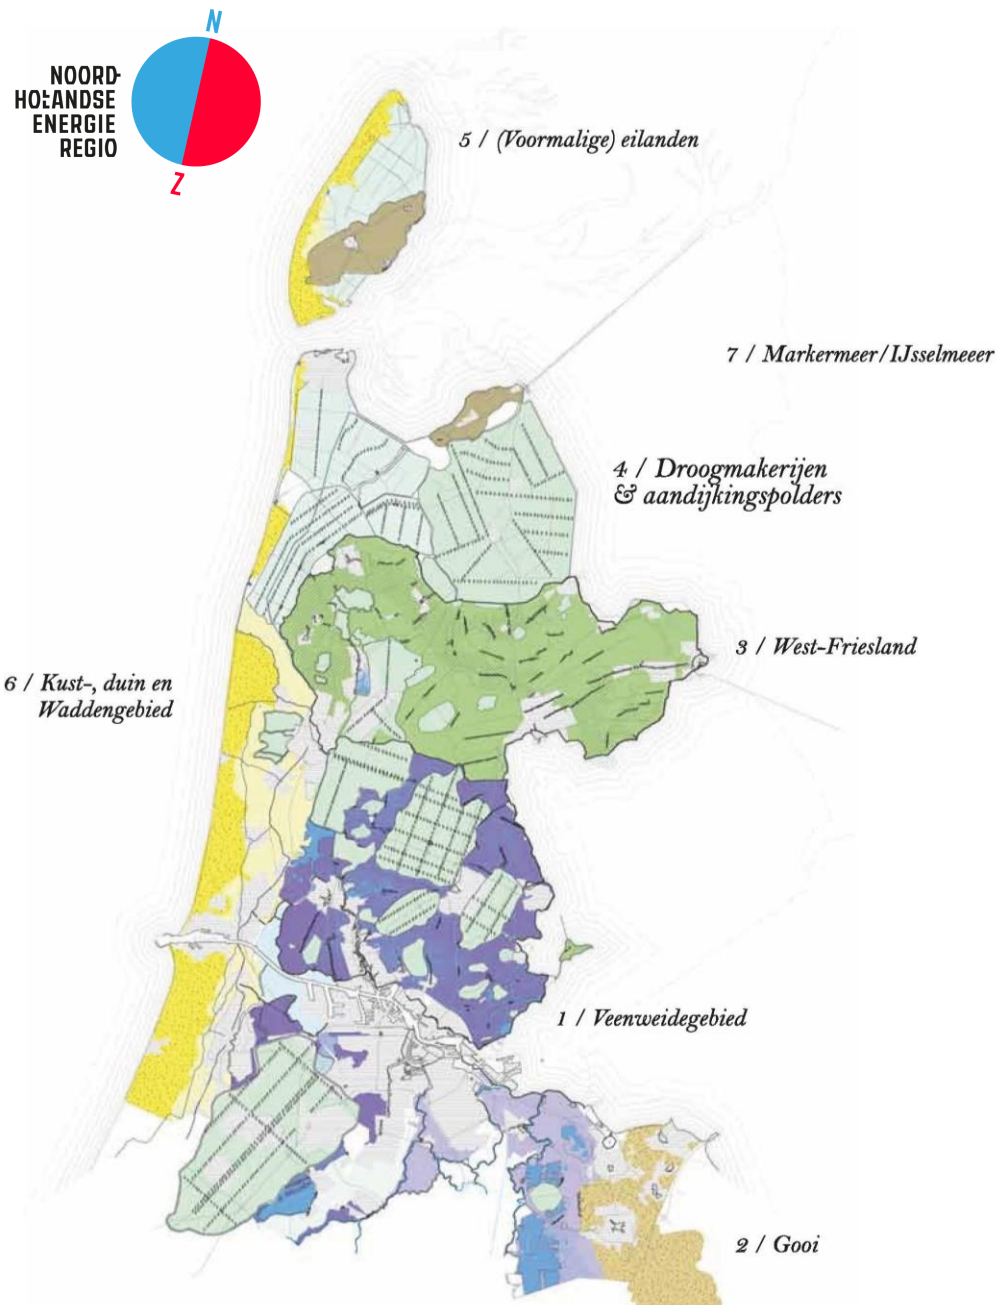 N
NOORD-
HOLLANDSE
ENERGIE
REGIO
Z
5 / (Voormalige) eilanden
7 / Markermeer/IJsselmeeer
4 / Droogmakerijen
& aandijkingspolders
3 / West-Friesland
6 / Kust-, duin en
Waddengebied
1 / Veenweidegebied
2 / Gooi